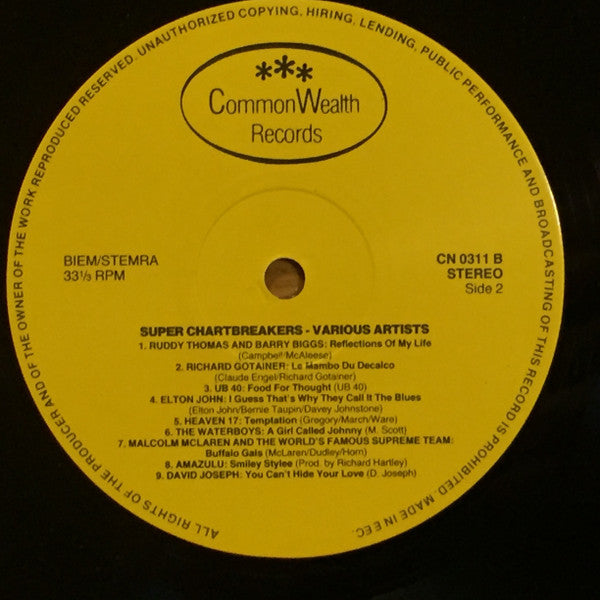 ALL RIGHTS OF THE PRODUCER AND OF THE OWNER OF THE WORK REPRODUCED RESERVED. UNAUTHORIZED COPYING, HIRING, LENDING, PUBLIC PERFORMANCE AND BROADCASTING OF THIS RECORD IS PROHIBITED. MADE IN EEC.
***
CommonWealth
Records
BIEM/STEMRA
33⅓ RPM
CN 0311 B
STEREO
Side 2
SUPER CHARTBREAKERS - VARIOUS ARTISTS
1. RUDDY THOMAS AND BARRY BIGGS: Reflections Of My Life
(Campbell/McAleese)
2. RICHARD GOTAINER: Le Mambo Du Decalco
(Claude Engel/Richard Gotainer)
3. UB 40: Food For Thought (UB 40)
4. ELTON JOHN: I Guess That's Why They Call It The Blues
(Elton John/Bernie Taupin/Davey Johnstone)
5. HEAVEN 17: Temptation (Gregory/March/Ware)
6. THE WATERBOYS: A Girl Called Johnny (M. Scott)
7. MALCOLM MCLAREN AND THE WORLD'S FAMOUS SUPREME TEAM:
Buffalo Gals (McLaren/Dudley/Horn)
8. AMAZULU: Smiley Stylee (Prod. by Richard Hartley)
9. DAVID JOSEPH: You Can't Hide Your Love (D. Joseph)